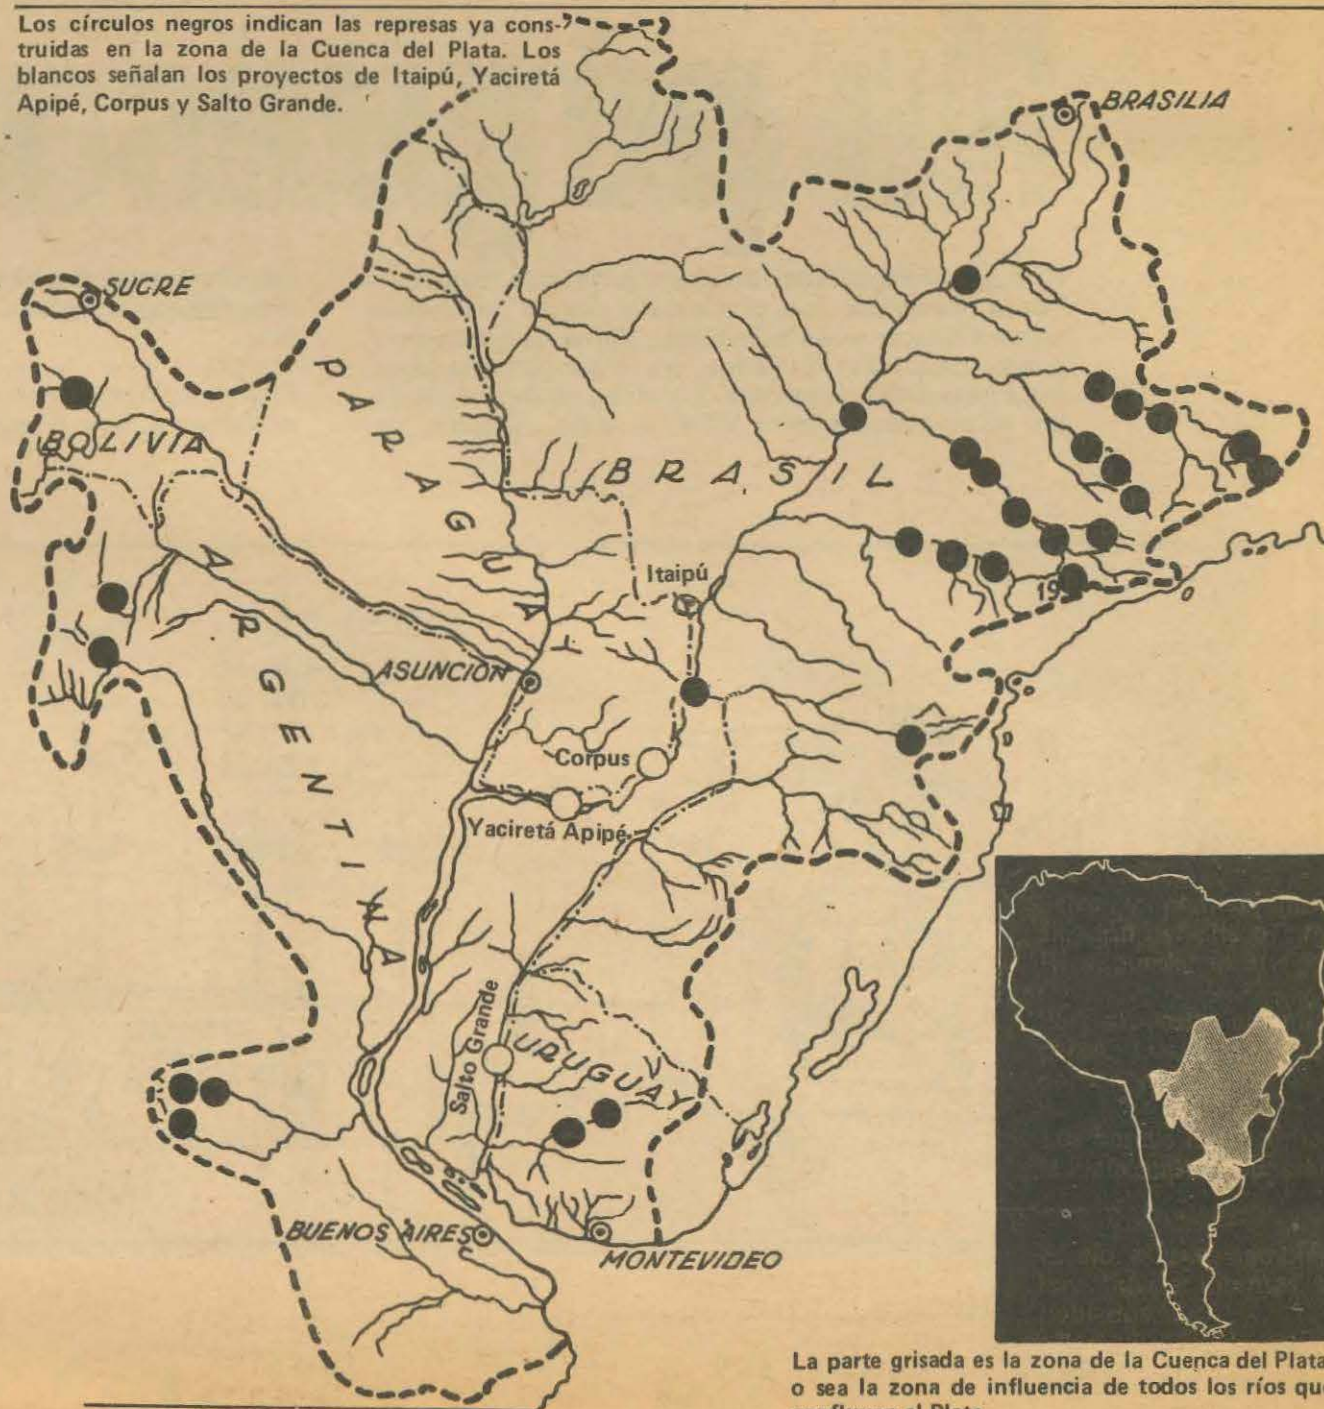 Los círculos negros indican las represas ya cons-
truidas en la zona de la Cuenca del Plata. Los
blancos señalan los proyectos de Itaipú, Yaciretá
Apipé, Corpus y Salto Grande.
BRASILIA
SUCRE
BOLIVIA
PARAGUAY
BRASIL
Itaipú
ARGENTINA
ASUNCION
Corpus
Yaciretá Apipé
Salto Grande
URUGUAY
BUENOS AIRES
MONTEVIDEO
La parte grisada es la zona de la Cuenca del Plata
o sea la zona de influencia de todos los ríos que